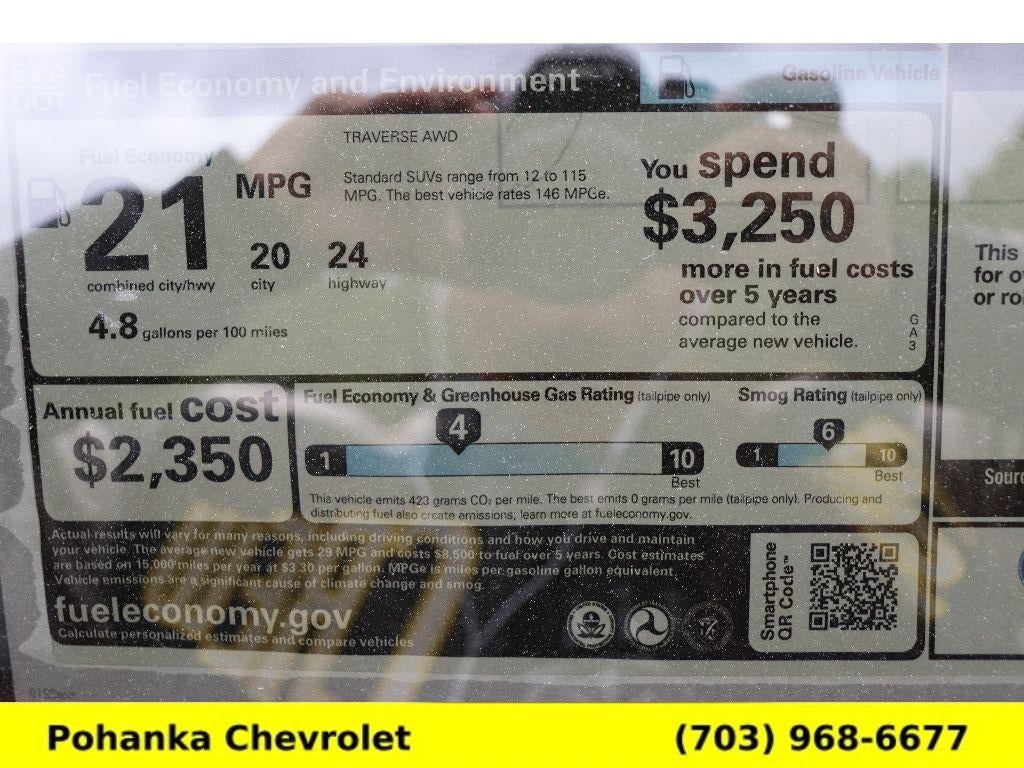 EPA
DOT
Fuel Economy and Environment
Gasoline Vehicle
TRAVERSE AWD
Fuel Economy
21 MPG
Standard SUVs range from 12 to 115
MPG. The best vehicle rates 146 MPGe.
20
24
combined city/hwy
city
highway
4.8 gallons per 100 miles
You spend
$3,250
more in fuel costs
over 5 years
compared to the
average new vehicle.
G
A
3
This
for o
or ro
Annual fuel cost
$2,350
Fuel Economy & Greenhouse Gas Rating (tailpipe only)
4
1
10
Best
Smog Rating (tailpipe only)
6
1
10
Best
This vehicle emits 423 grams CO₂ per mile. The best emits 0 grams per mile (tailpipe only). Producing and
distributing fuel also create emissions; learn more at fueleconomy.gov.
Sourc
Actual results will vary for many reasons, including driving conditions and how you drive and maintain
your vehicle. The average new vehicle gets 29 MPG and costs $8,500 to fuel over 5 years. Cost estimates
are based on 15,000 miles per year at $3.30 per gallon. MPGe is miles per gasoline gallon equivalent.
Vehicle emissions are a significant cause of climate change and smog.
fueleconomy.gov
Calculate personalized estimates and compare vehicles
Smartphone
QR Code™
Pohanka Chevrolet
(703) 968-6677